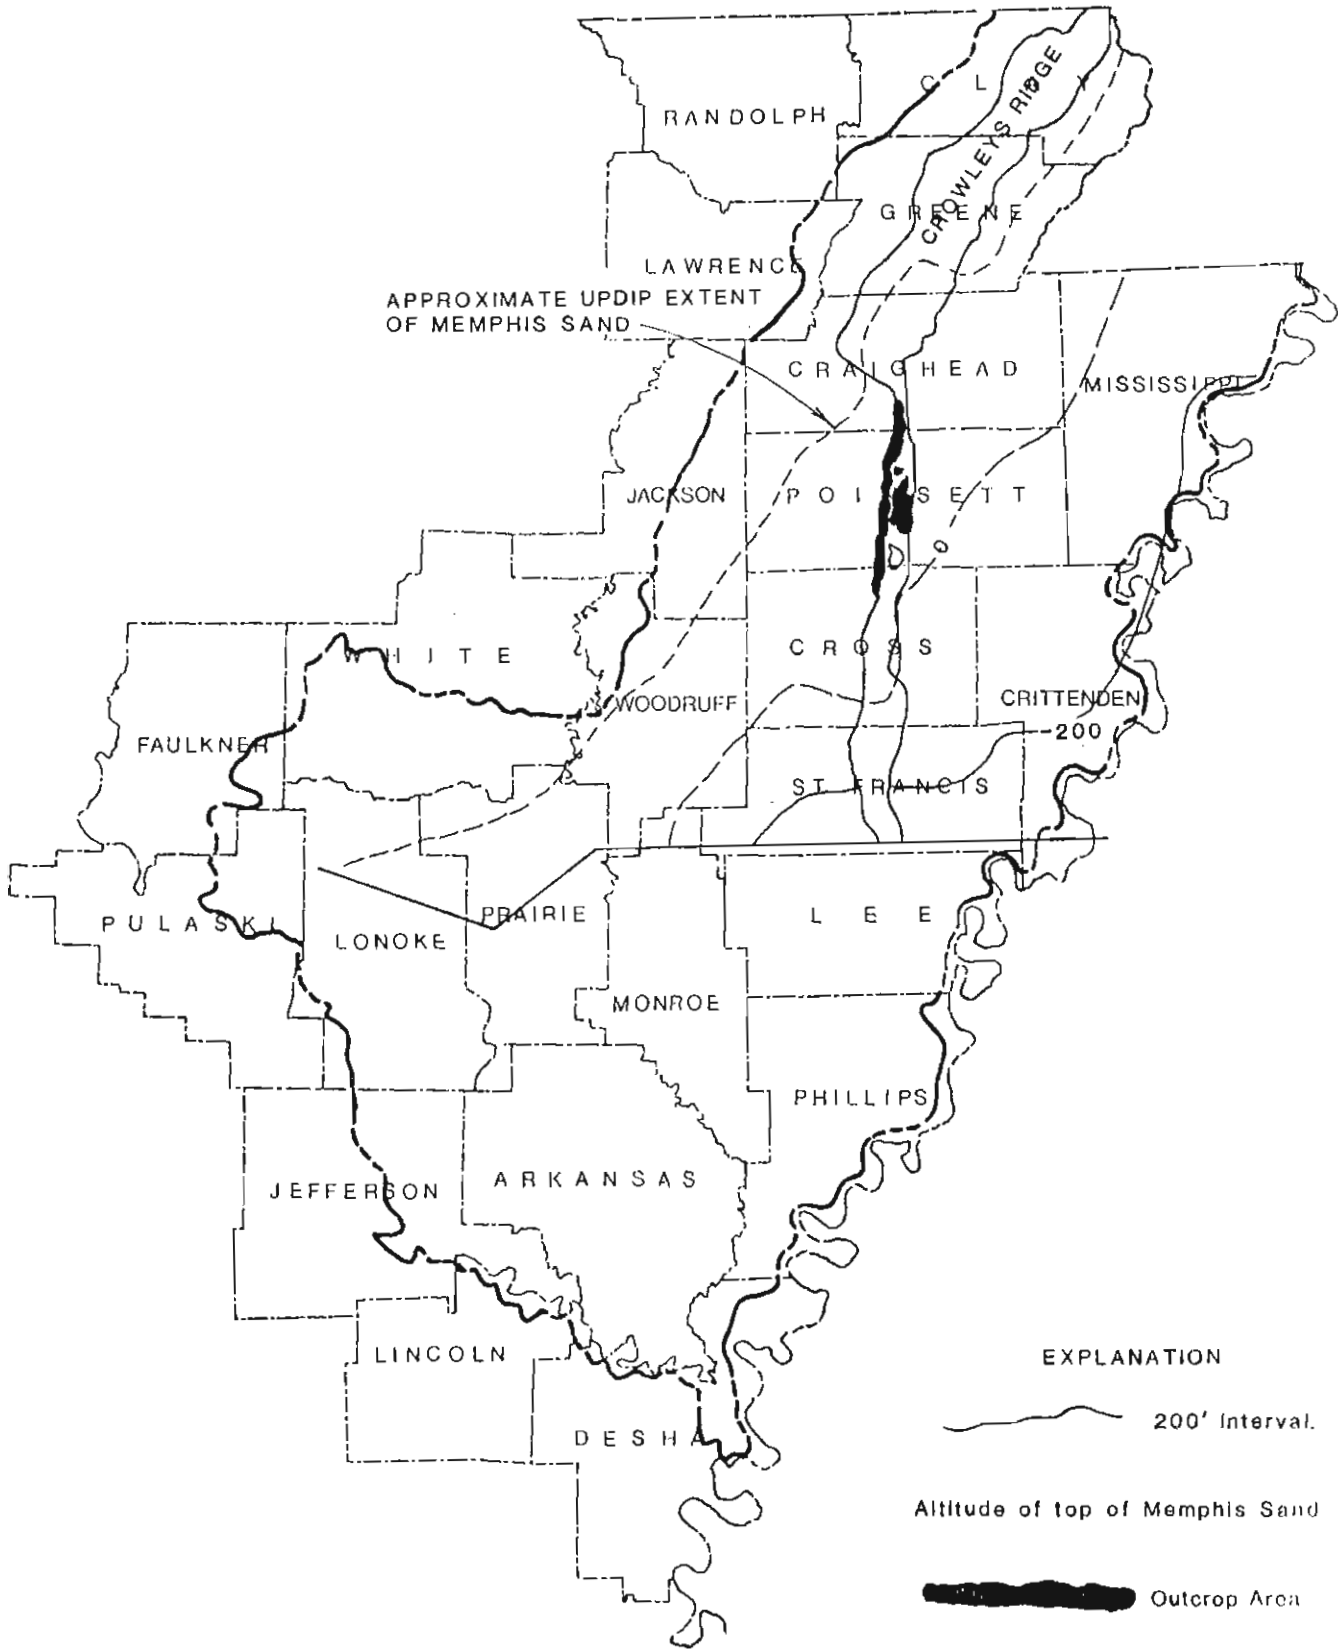 C L A Y
RANDOLPH
CROWLEYS RIDGE
GREENE
LAWRENCE
APPROXIMATE UPDIP EXTENT
OF MEMPHIS SAND
CRAIGHEAD
MISSISSIPPI
JACKSON
POINSETT
0
WHITE
CROSS
WOODRUFF
CRITTENDEN
FAULKNER
200
ST. FRANCIS
PULASKI
PRAIRIE
LEE
LONOKE
MONROE
PHILLIPS
ARKANSAS
JEFFERSON
LINCOLN
EXPLANATION
200' Interval.
DESHA
Altitude of top of Memphis Sand
Outcrop Area